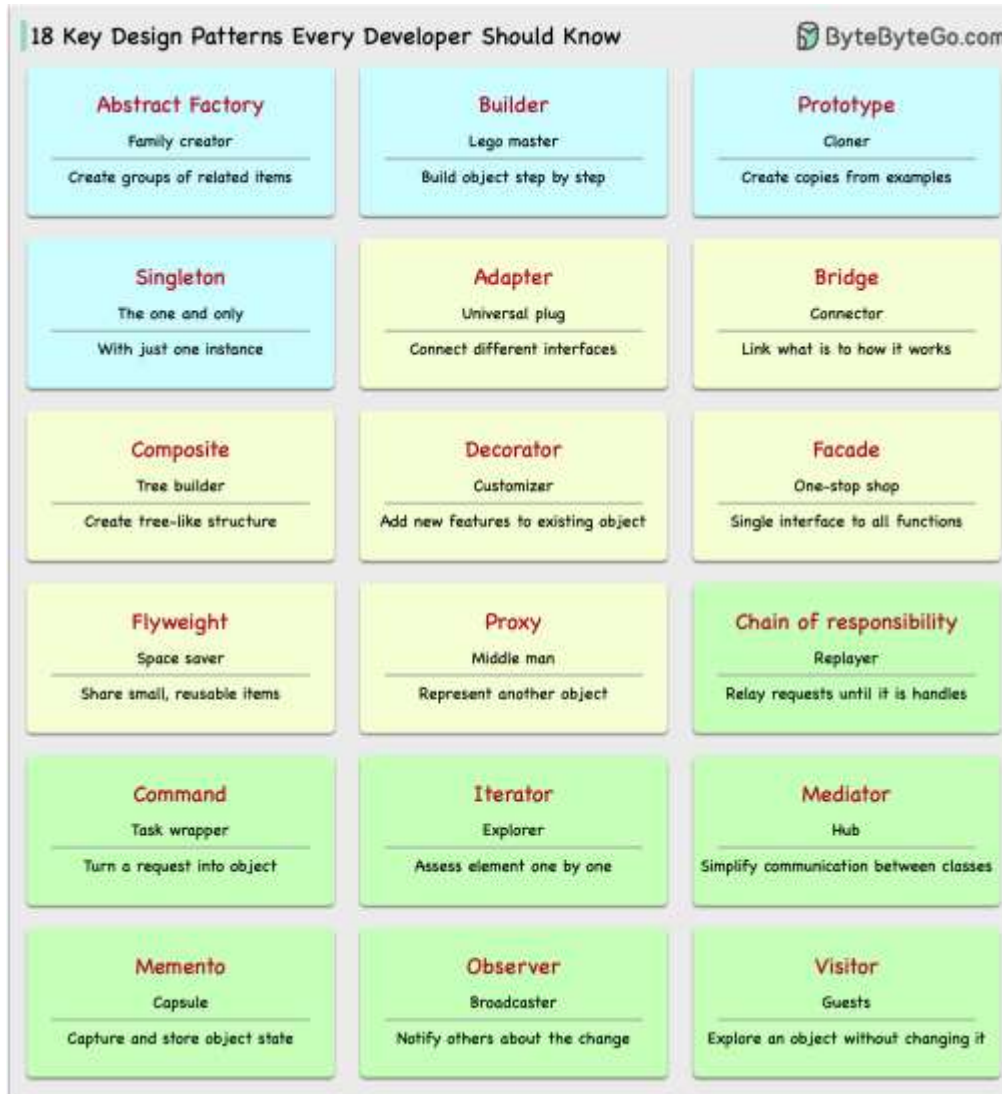 18 Key Design Patterns Every Developer Should Know
ByteByteGo.com
Abstract Factory
Family creator
Create groups of related items
Builder
Lego master
Build object step by step
Prototype
Cloner
Create copies from examples
Singleton
The one and only
With just one instance
Adapter
Universal plug
Connect different interfaces
Bridge
Connector
Link what is to how it works
Composite
Tree builder
Create tree-like structure
Decorator
Customizer
Add new features to existing object
Facade
One-stop shop
Single interface to all functions
Flyweight
Space saver
Share small, reusable items
Proxy
Middle man
Represent another object
Chain of responsibility
Replayer
Relay requests until it is handles
Command
Task wrapper
Turn a request into object
Iterator
Explorer
Assess element one by one
Mediator
Hub
Simplify communication between classes
Memento
Capsule
Capture and store object state
Observer
Broadcaster
Notify others about the change
Visitor
Guests
Explore an object without changing it